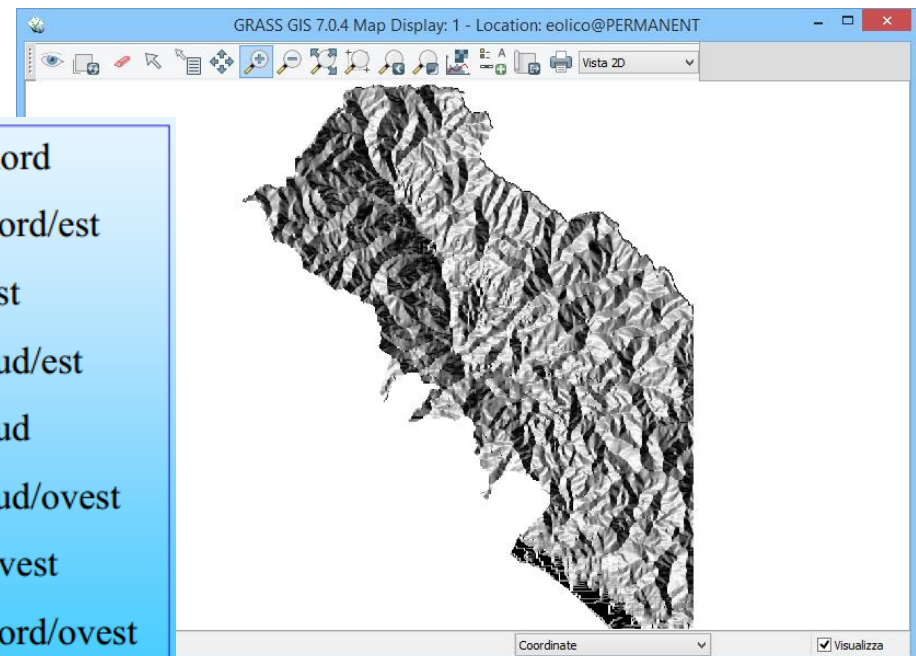 GRASS GIS 7.0.4 Map Display: 1 - Location: eolico@PERMANENT
Vista 2D
ord
ord/est
st
ud/est
ud
ud/ovest
vest
ord/ovest
Coordinate
Visualizza